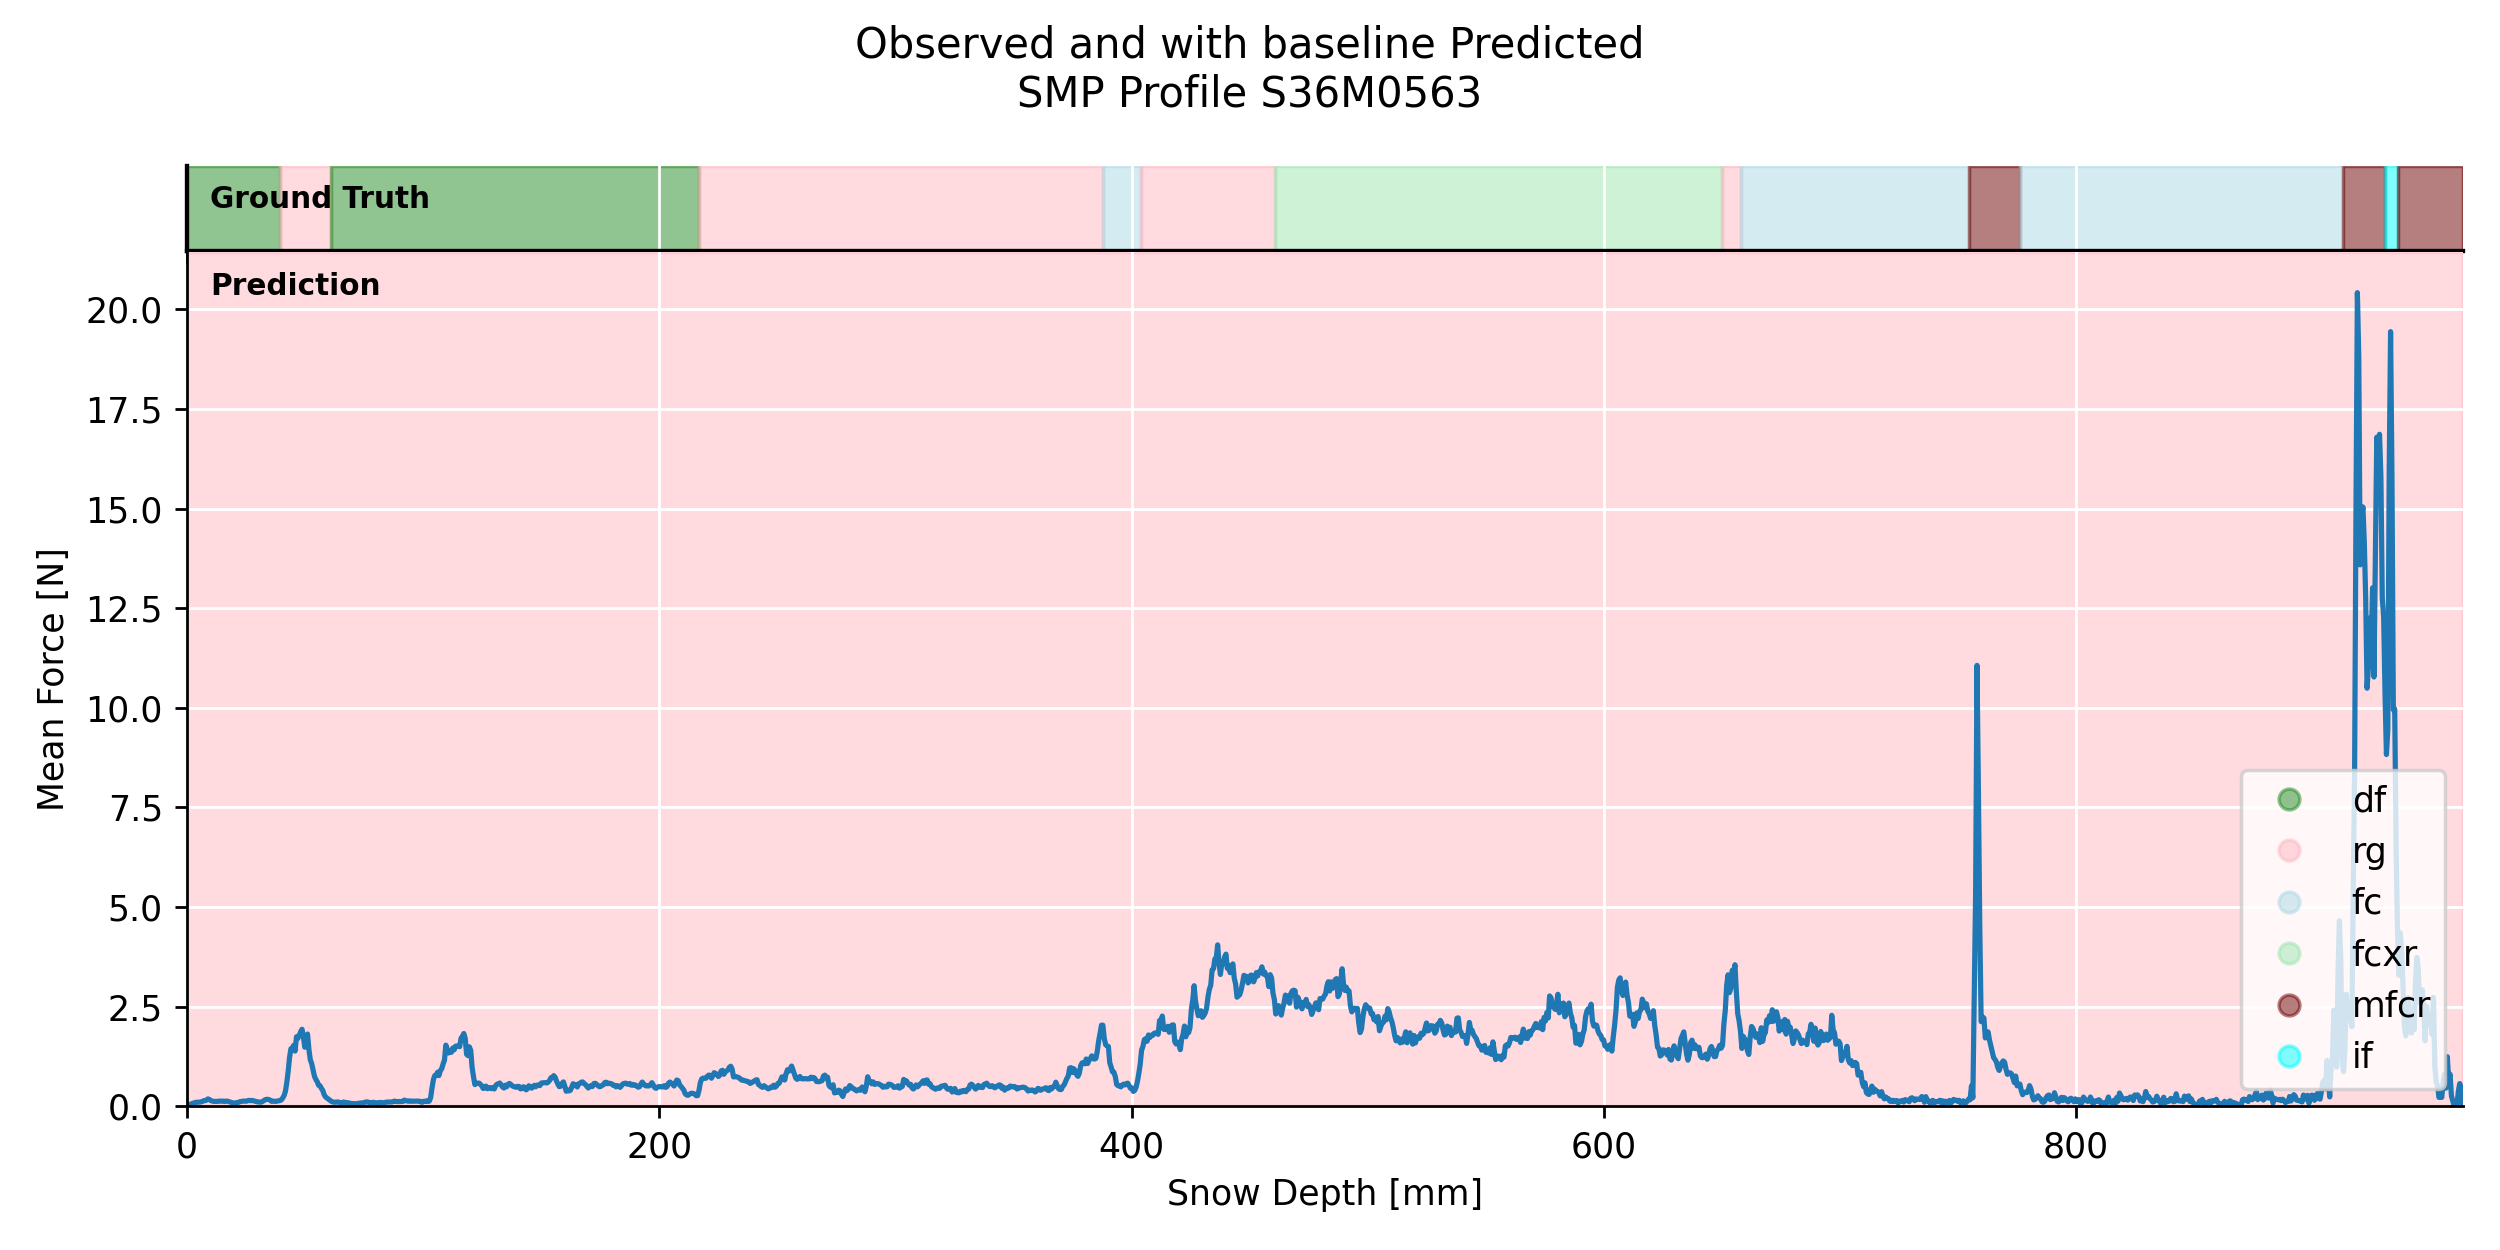 Observed and with baseline Predicted
SMP Profile S36M0563
Ground Truth
Prediction
20.0
17.5
15.0
12.5
10.0
7.5
5.0
2.5
0.0
Mean Force [N]
df
rg
fc
fcxr
mfcr
if
0 200 400 600 800
Snow Depth [mm]